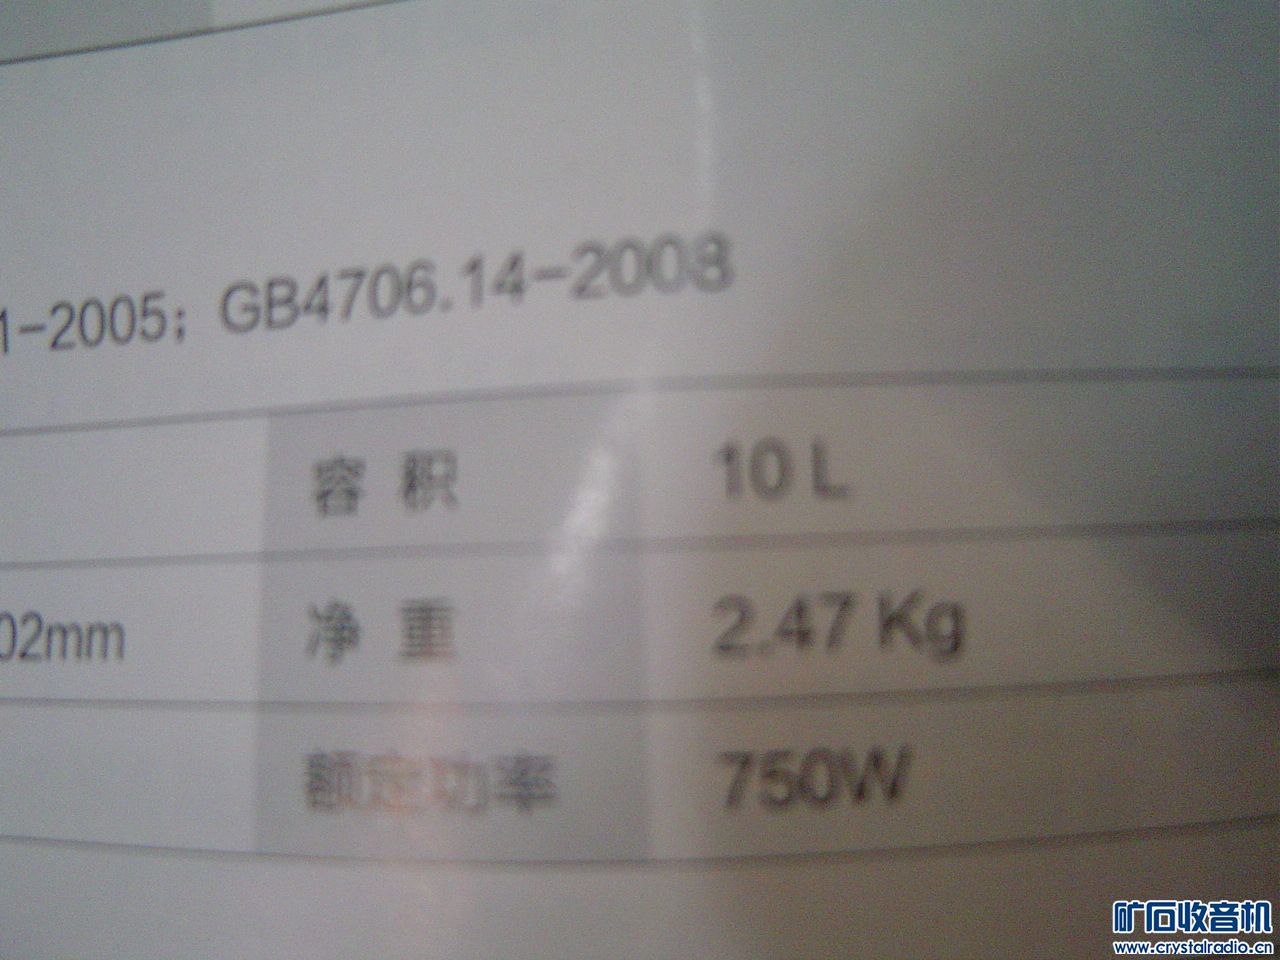 1-2005; GB4706.14-2008
容 积 10 L
02mm 净 重 2.47 Kg
额定功率 750W
矿石收音机
www.crystalradio.cn